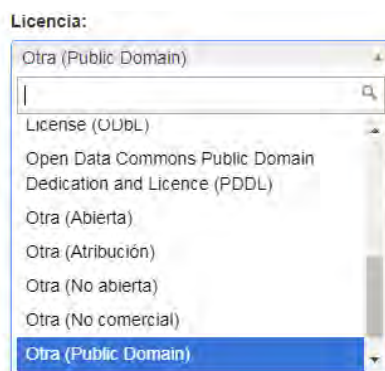 Licencia:
Otra (Public Domain)
License (ODbL)
Open Data Commons Public Domain
Dedication and Licence (PDDL)
Otra (Abierta)
Otra (Atribución)
Otra (No abierta)
Otra (No comercial)
Otra (Public Domain)